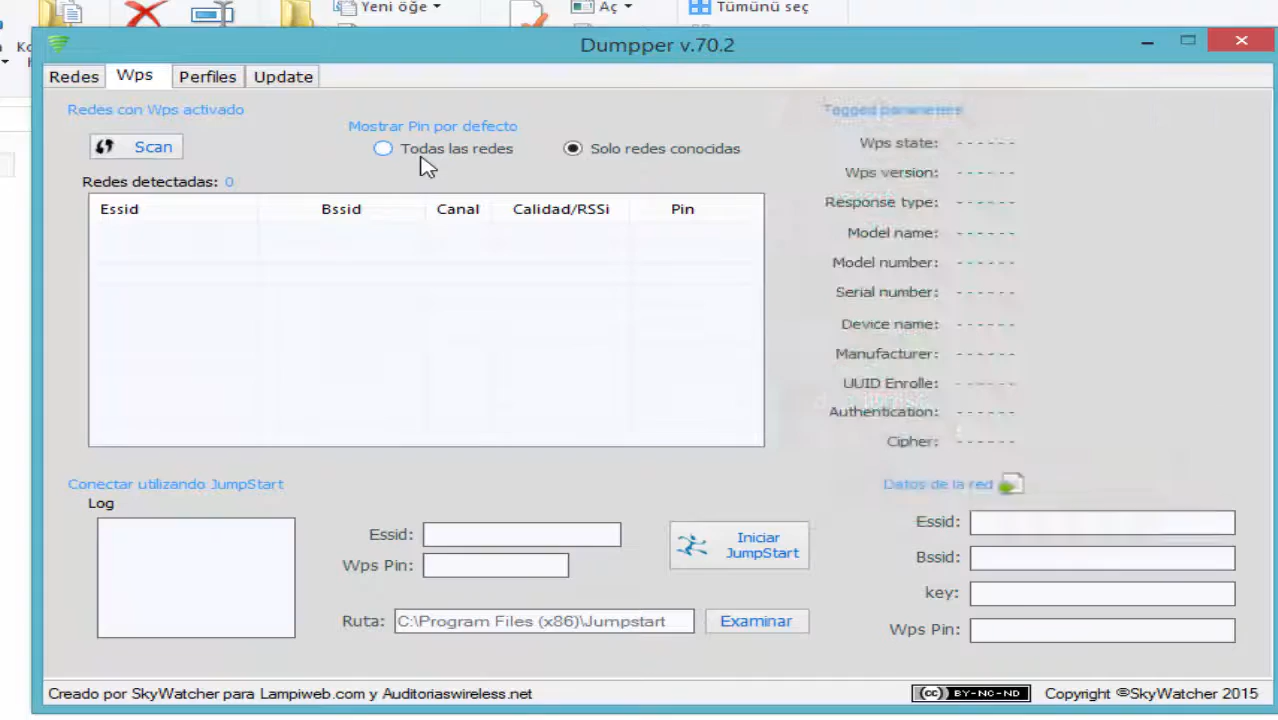 Yeni öğe
Aç
Tümünü seç
Dumpper v.70.2
Redes Wps Perfiles Update
Redes con Wps activado
Scan
Mostrar Pin por defecto
Todas las redes
Solo redes conocidas
Redes detectadas: 0
Essid Bssid Canal Calidad/RSSi Pin
Tagged parameters
Wps state: - - - - - -
Wps version: - - - - - -
Response type: - - - - - -
Model name: - - - - - -
Model number: - - - - - -
Serial number: - - - - - -
Device name: - - - - - -
Manufacturer: - - - - - -
UUID Enrolle: - - - - - -
Authentication: - - - - - -
Cipher: - - - - - -
Conectar utilizando JumpStart
Log
Essid:
Wps Pin:
Iniciar
JumpStart
Ruta: C:\Program Files (x86)\Jumpstart
Examinar
Datos de la red
Essid:
Bssid:
key:
Wps Pin:
Creado por SkyWatcher para Lampiweb.com y Auditoriaswireless.net
cc BY-NC-ND
Copyright ©SkyWatcher 2015